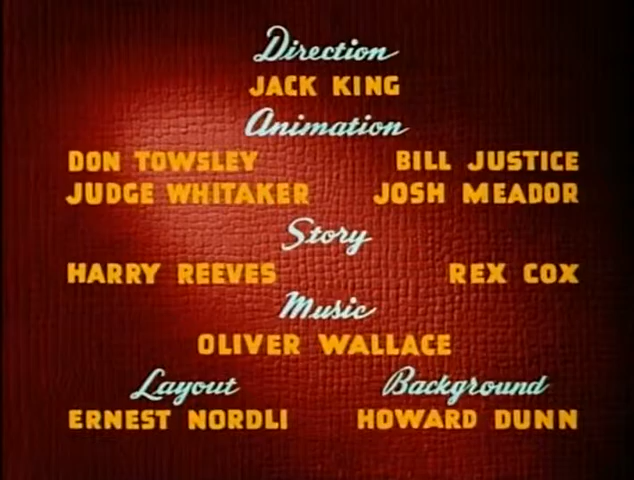 Direction
JACK KING
Animation
DON TOWSLEY BILL JUSTICE
JUDGE WHITAKER JOSH MEADOR
Story
HARRY REEVES REX COX
Music
OLIVER WALLACE
Layout Background
ERNEST NORDLI HOWARD DUNN